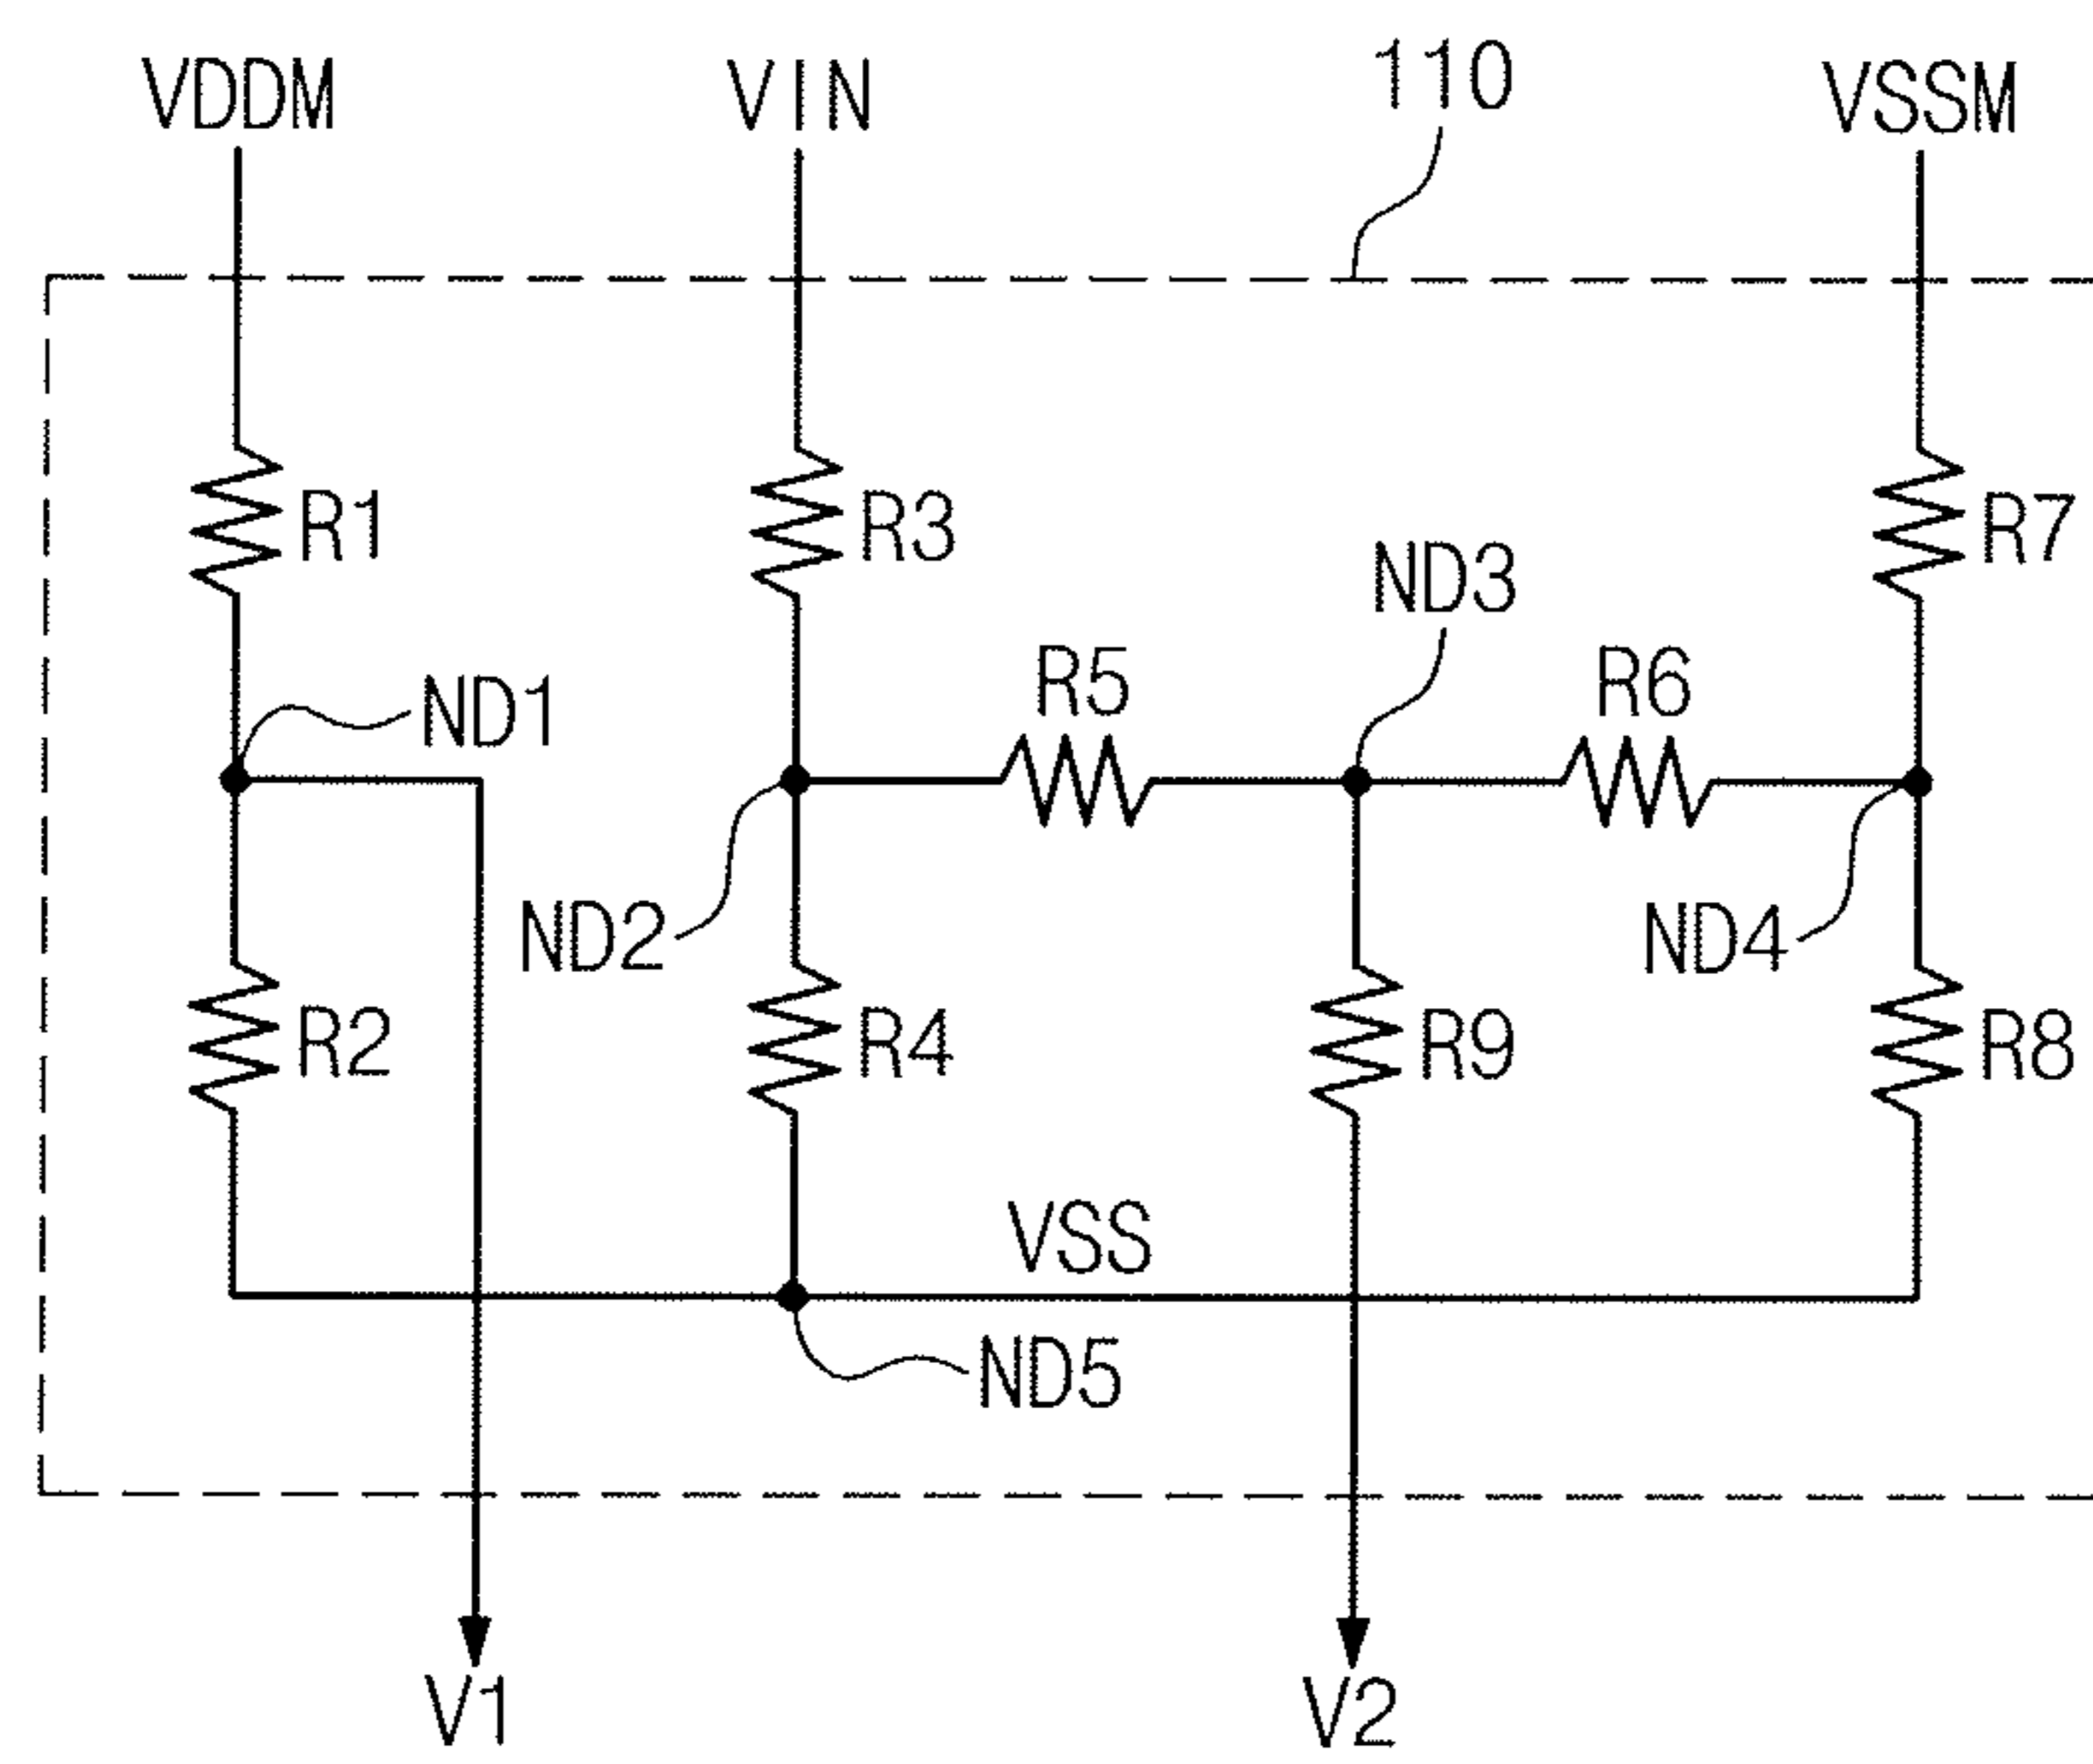 VDDM VIN 110 VSSM
R1 R3 R7
ND3
R5 R6
ND1
ND2 ND4
R2 R4 R9 R8
VSS
ND5
V1 V2